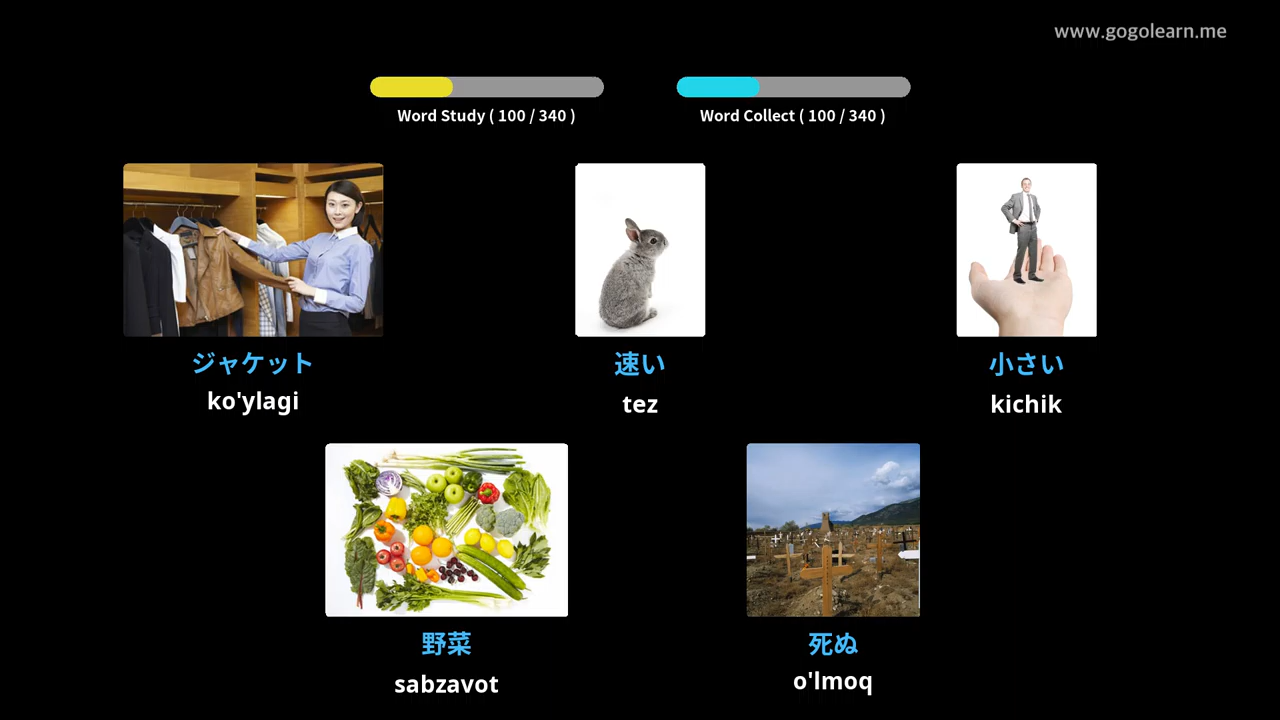 www.gogolearn.me
Word Study ( 100 / 340 )
Word Collect ( 100 / 340 )
ジャケット
ko'ylagi
速い
tez
小さい
kichik
野菜
sabzavot
死ぬ
o'lmoq